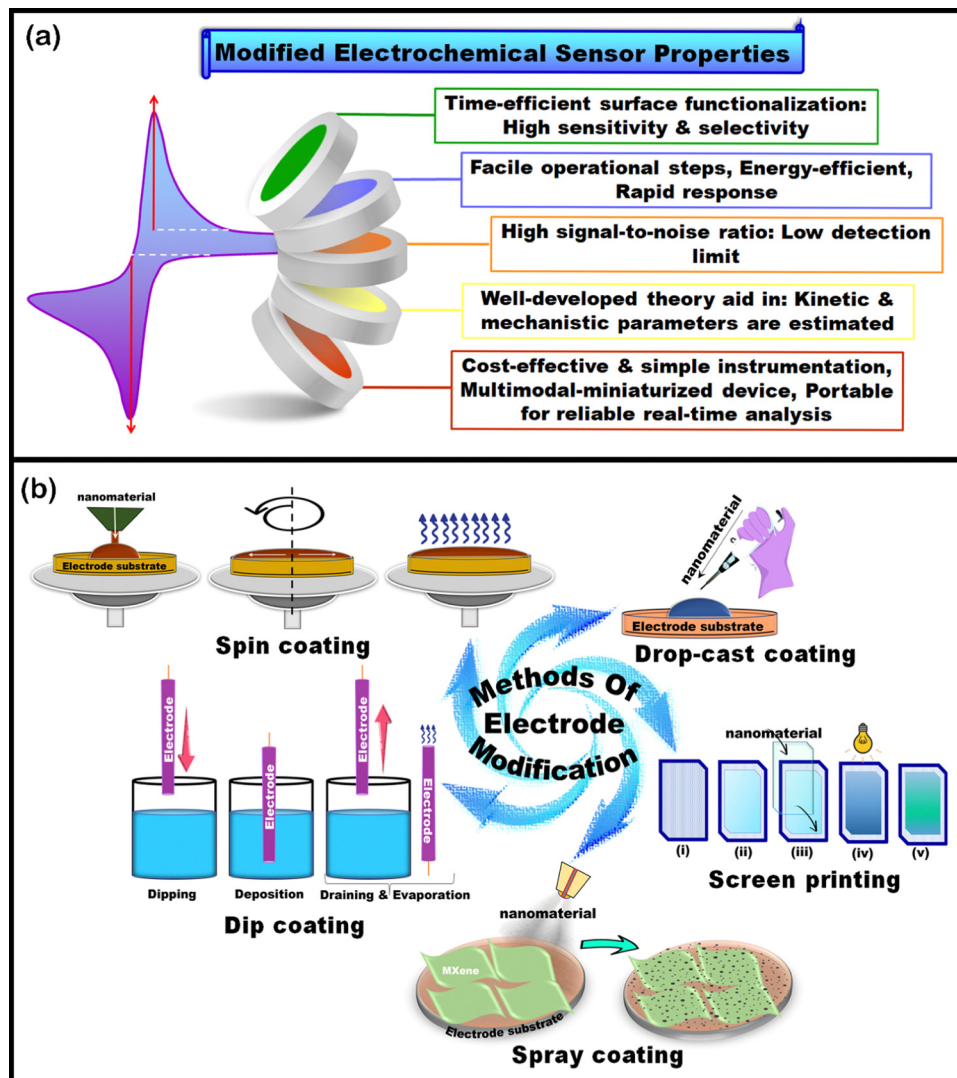 (a)
Modified Electrochemical Sensor Properties
Time-efficient surface functionalization:
High sensitivity & selectivity
Facile operational steps, Energy-efficient,
Rapid response
High signal-to-noise ratio: Low detection
limit
Well-developed theory aid in: Kinetic &
mechanistic parameters are estimated
Cost-effective & simple instrumentation,
Multimodal-miniaturized device, Portable
for reliable real-time analysis
(b)
nanomaterial
Electrode substrate
Spin coating
nanomaterial
Electrode substrate
Drop-cast coating
Methods Of
Electrode
Modification
Electrode
Electrode
Electrode
Electrode
Dipping
Deposition
Draining & Evaporation
Dip coating
nanomaterial
(i)
(ii)
(iii)
(iv)
(v)
Screen printing
nanomaterial
MXene
Electrode substrate
Spray coating